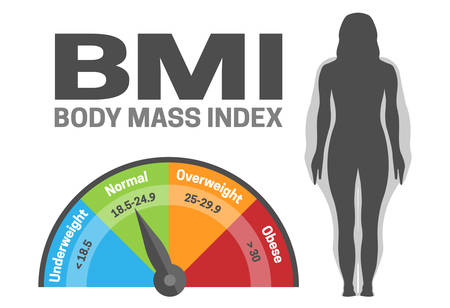 BMI
BODY MASS INDEX
Underweight
< 18.5
Normal
18.5-24.9
Overweight
25-29.9
Obese
> 30